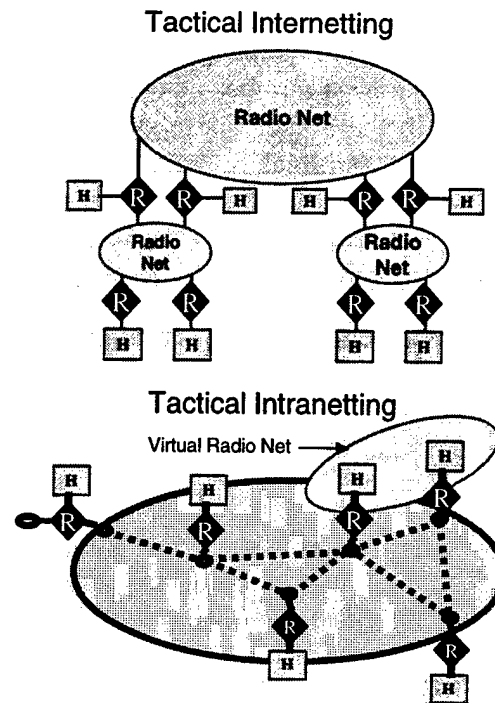 Tactical Internetting
Radio Net
H R R H H R R H
Radio
Net
Radio
Net
R R R R
H H H H
Tactical Intranetting
Virtual Radio Net
H
H
H
H
R
R
R
R
R
H
R
H